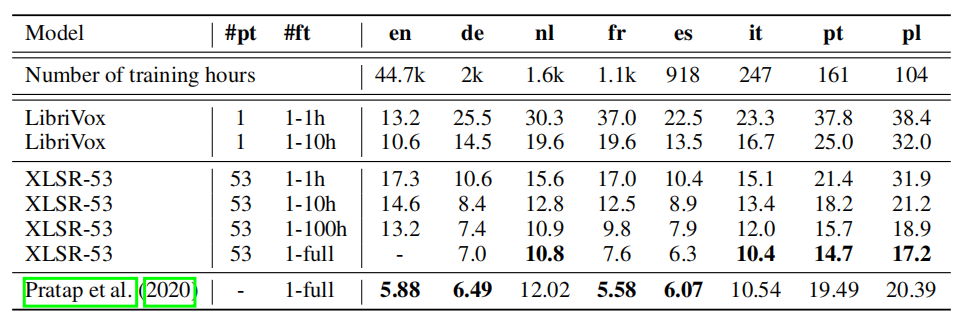 Model #pt #ft en de nl fr es it pt pl
Number of training hours 44.7k 2k 1.6k 1.1k 918 247 161 104
LibriVox 1 1-1h 13.2 25.5 30.3 37.0 22.5 23.3 37.8 38.4
LibriVox 1 1-10h 10.6 14.5 19.6 19.6 13.5 16.7 25.0 32.0
XLSR-53 53 1-1h 17.3 10.6 15.6 17.0 10.4 15.1 21.4 31.9
XLSR-53 53 1-10h 14.6 8.4 12.8 12.5 8.9 13.4 18.2 21.2
XLSR-53 53 1-100h 13.2 7.4 10.9 9.8 7.9 12.0 15.7 18.9
XLSR-53 53 1-full - 7.0 10.8 7.6 6.3 10.4 14.7 17.2
Pratap et al. (2020) - 1-full 5.88 6.49 12.02 5.58 6.07 10.54 19.49 20.39